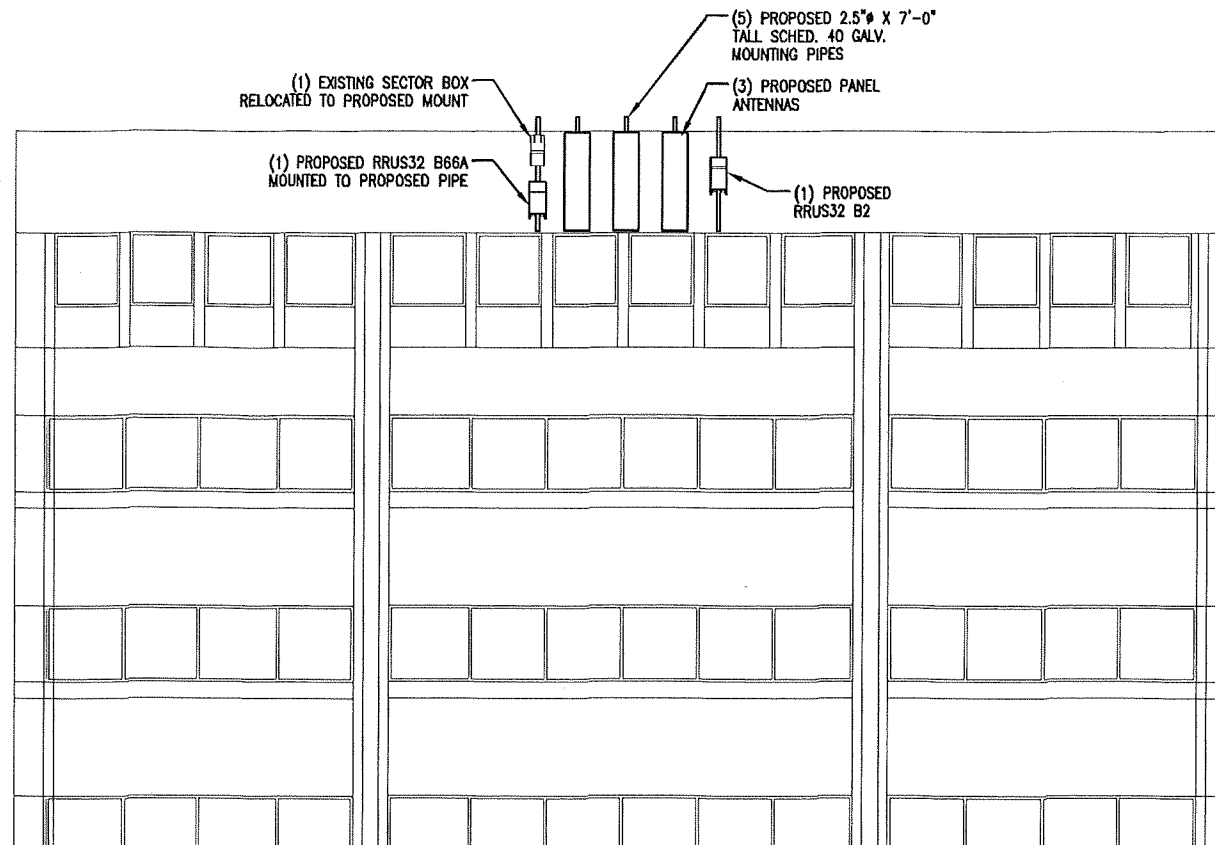 (5) PROPOSED 2.5"ø X 7'-0"
TALL SCHED. 40 GALV.
MOUNTING PIPES
(1) EXISTING SECTOR BOX
RELOCATED TO PROPOSED MOUNT
(3) PROPOSED PANEL
ANTENNAS
(1) PROPOSED RRUS32 B66A
MOUNTED TO PROPOSED PIPE
(1) PROPOSED
RRUS32 B2